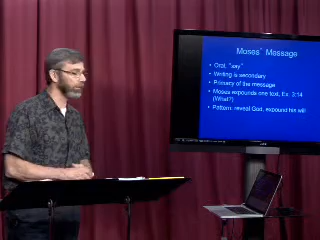 Moses' Message
• Oral, "say"
• Writing is secondary
• Primacy of the message
• Moses expounds one text, Ex. 3:14
(What?)
• Pattern: reveal God, expound his will